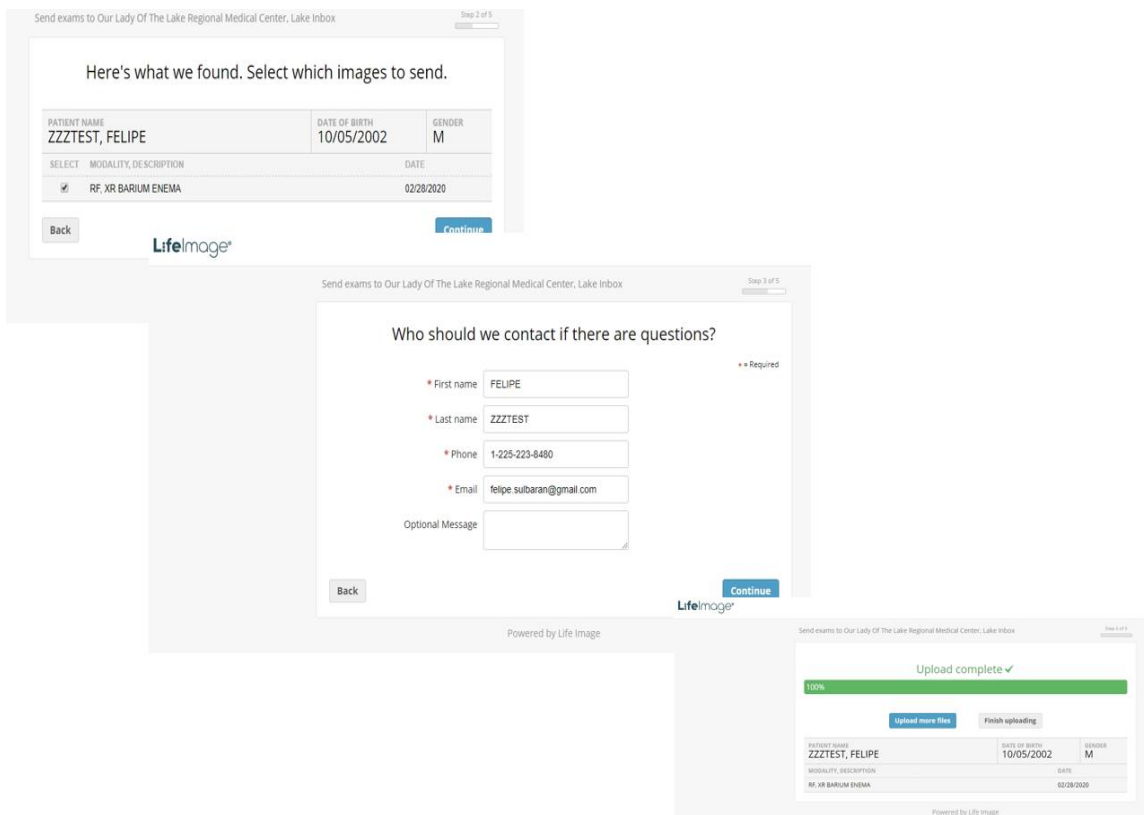 Send exams to Our Lady Of The Lake Regional Medical Center, Lake Inbox
Step 2 of 5
Here's what we found. Select which images to send.
PATIENT NAME DATE OF BIRTH GENDER
ZZZTEST, FELIPE 10/05/2002 M
SELECT MODALITY, DESCRIPTION DATE
RF, XR BARIUM ENEMA 02/28/2020
Back Continue
LifeImage
Send exams to Our Lady Of The Lake Regional Medical Center, Lake Inbox
Step 3 of 5
Who should we contact if there are questions?
* = Required
* First name FELIPE
* Last name ZZZTEST
* Phone 1-225-223-8480
* Email felipe.sulbaran@gmail.com
Optional Message
Back Continue
Powered by Life Image
LifeImage
Send exams to Our Lady Of The Lake Regional Medical Center, Lake Inbox
Upload complete ✓
100%
Upload more files Finish uploading
PATIENT NAME DATE OF BIRTH GENDER
ZZZTEST, FELIPE 10/05/2002 M
MODALITY, DESCRIPTION DATE
RF, XR BARIUM ENEMA 02/28/2020
Powered by Life Image